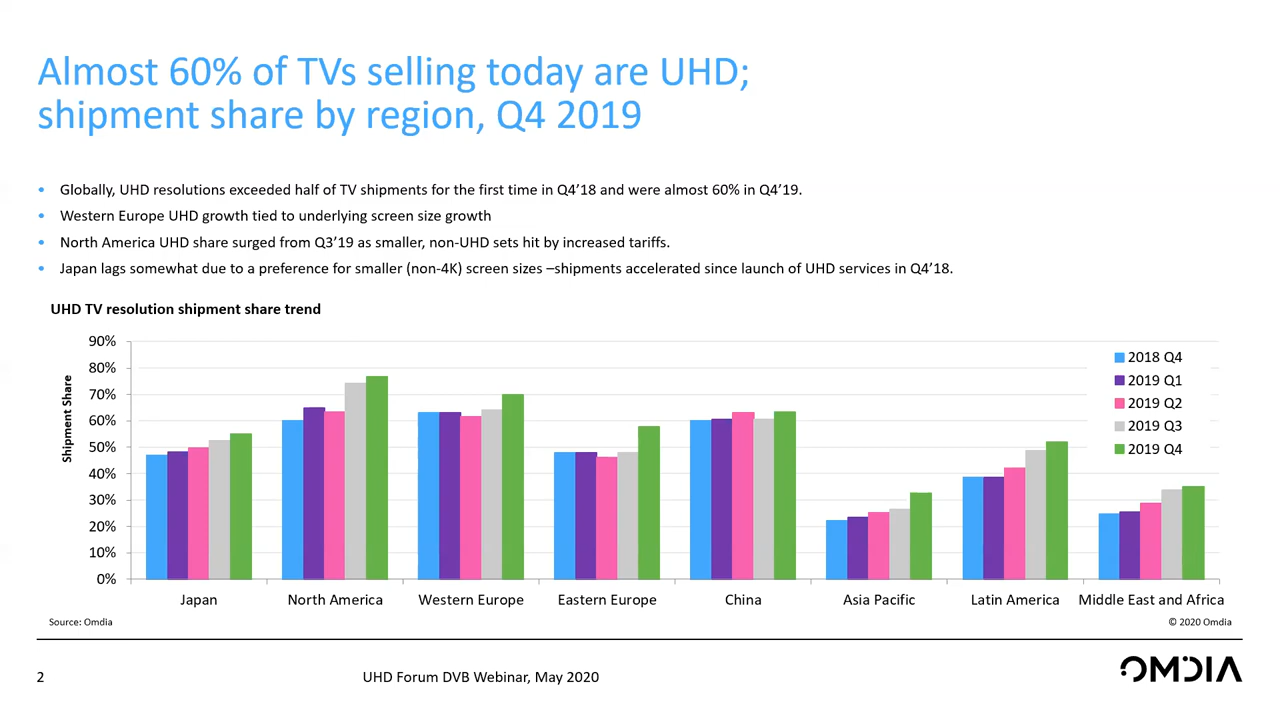 Almost 60% of TVs selling today are UHD;
shipment share by region, Q4 2019
• Globally, UHD resolutions exceeded half of TV shipments for the first time in Q4’18 and were almost 60% in Q4’19.
• Western Europe UHD growth tied to underlying screen size growth
• North America UHD share surged from Q3’19 as smaller, non-UHD sets hit by increased tariffs.
• Japan lags somewhat due to a preference for smaller (non-4K) screen sizes –shipments accelerated since launch of UHD services in Q4’18.
UHD TV resolution shipment share trend
Shipment Share
90%
80%
70%
60%
50%
40%
30%
20%
10%
0%
2018 Q4
2019 Q1
2019 Q2
2019 Q3
2019 Q4
Japan
North America
Western Europe
Eastern Europe
China
Asia Pacific
Latin America
Middle East and Africa
Source: Omdia
© 2020 Omdia
2
UHD Forum DVB Webinar, May 2020
OMDIA